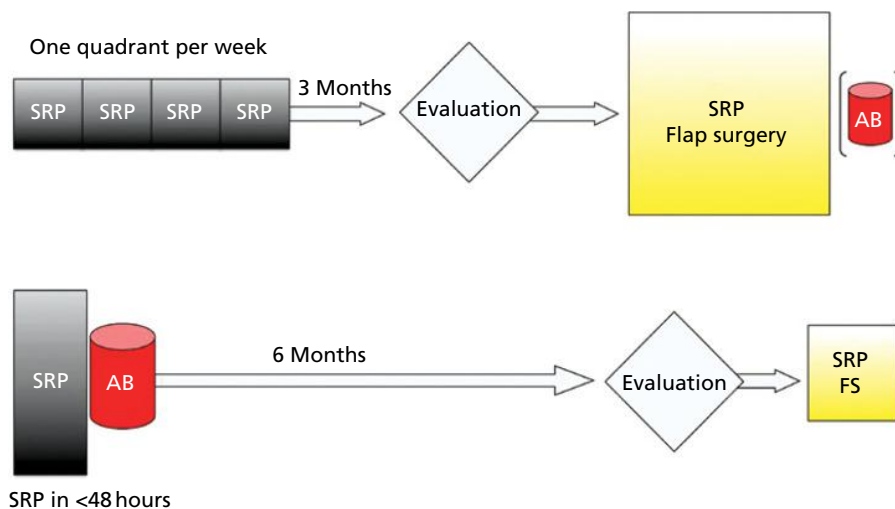 One quadrant per week
SRP SRP SRP SRP
3 Months
Evaluation
SRP
Flap surgery
AB
SRP
AB
6 Months
Evaluation
SRP
FS
SRP in <48 hours